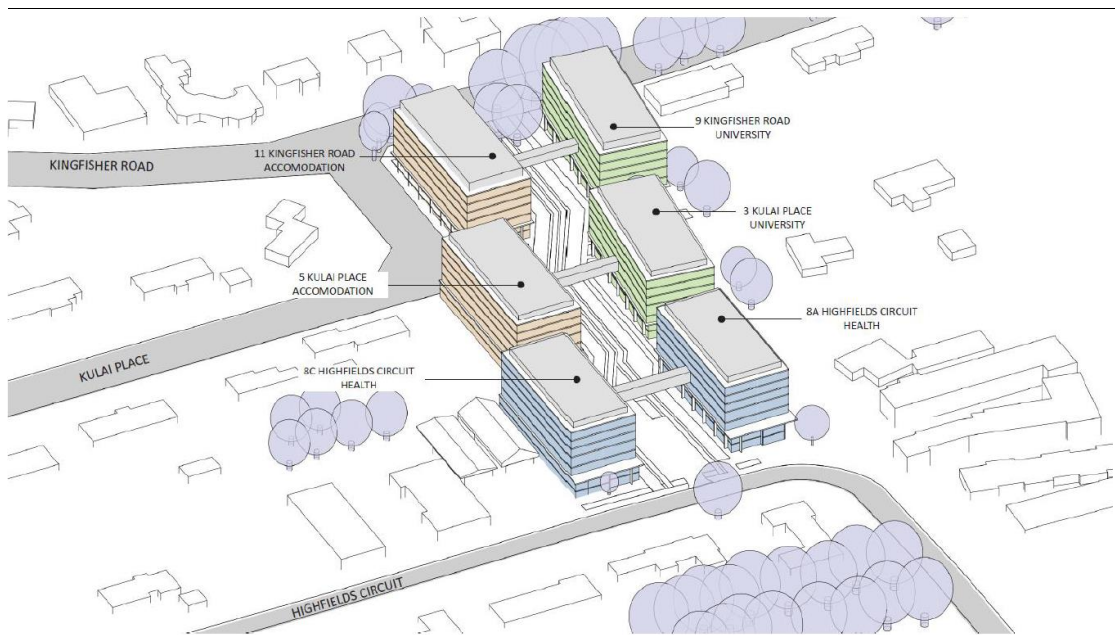 9 KINGFISHER ROAD
UNIVERSITY
11 KINGFISHER ROAD
ACCOMODATION
KINGFISHER ROAD
3 KULAI PLACE
UNIVERSITY
5 KULAI PLACE
ACCOMODATION
8A HIGHFIELDS CIRCUIT
HEALTH
KULAI PLACE
8C HIGHFIELDS CIRCUIT
HEALTH
HIGHFIELDS CIRCUIT